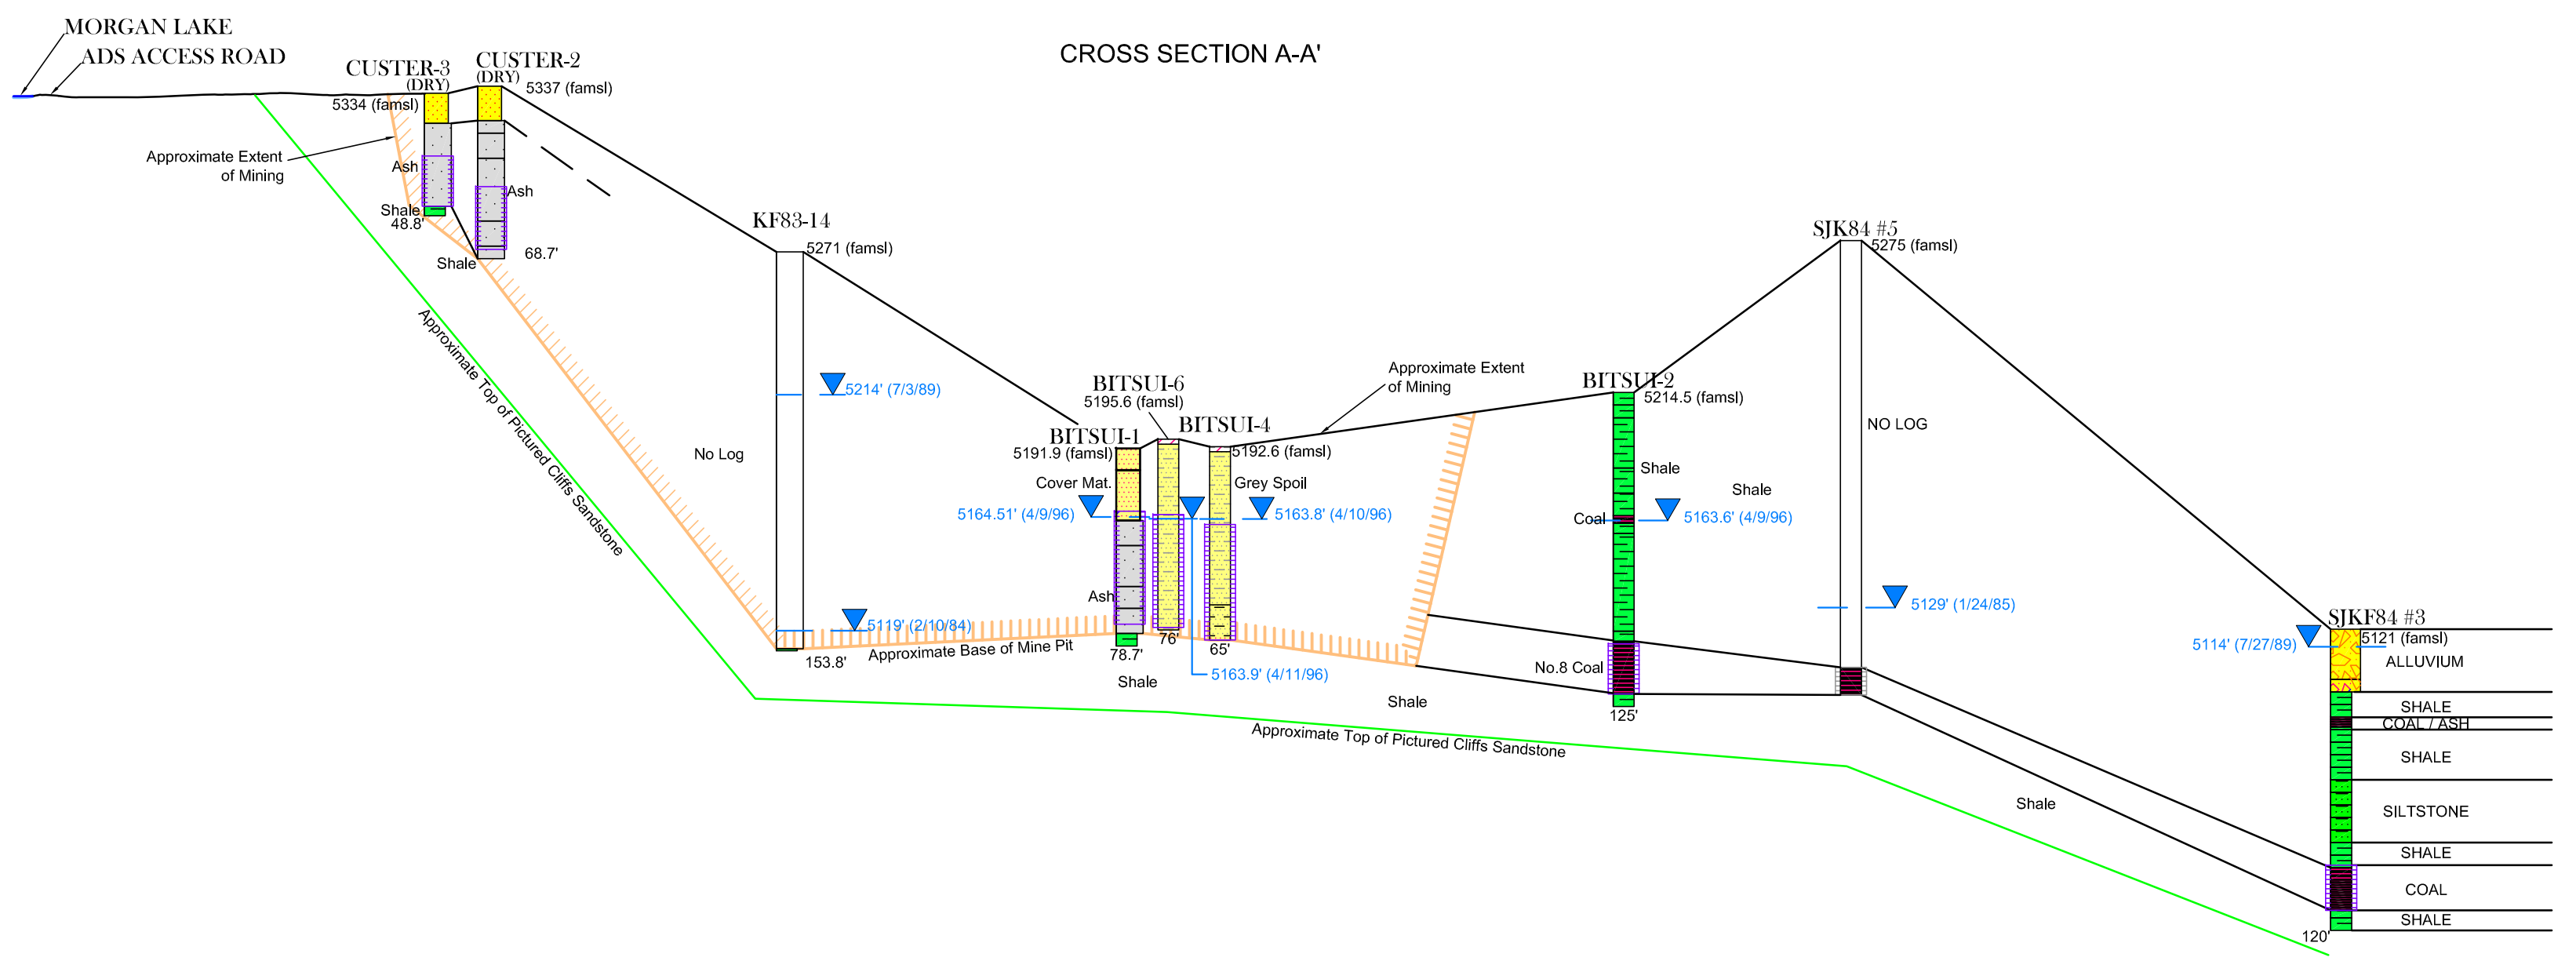 CROSS SECTION A-A'
MORGAN LAKE
ADS ACCESS ROAD
CUSTER-3
(DRY)
5334 (famsl)
CUSTER-2
(DRY)
5337 (famsl)
Approximate Extent
of Mining
Ash
Ash
Shale
48.8'
Shale
68.7'
Approximate Top of Pictured Cliffs Sandstone
KF83-14
5271 (famsl)
5214' (7/3/89)
No Log
5119' (2/10/84)
153.8'
Approximate Base of Mine Pit
BITSUI-6
5195.6 (famsl)
BITSUI-1
5191.9 (famsl)
BITSUI-4
5192.6 (famsl)
Cover Mat.
Grey Spoil
5164.51' (4/9/96)
5163.8' (4/10/96)
Ash
78.7'
76'
65'
5163.9' (4/11/96)
Shale
Approximate Extent
of Mining
BITSUI-2
5214.5 (famsl)
Shale
Shale
Coal
5163.6' (4/9/96)
No.8 Coal
125'
Shale
Approximate Top of Pictured Cliffs Sandstone
SJK84 #5
5275 (famsl)
NO LOG
5129' (1/24/85)
Shale
SJKF84 #3
5121 (famsl)
5114' (7/27/89)
ALLUVIUM
SHALE
COAL / ASH
SHALE
SILTSTONE
SHALE
COAL
SHALE
120'